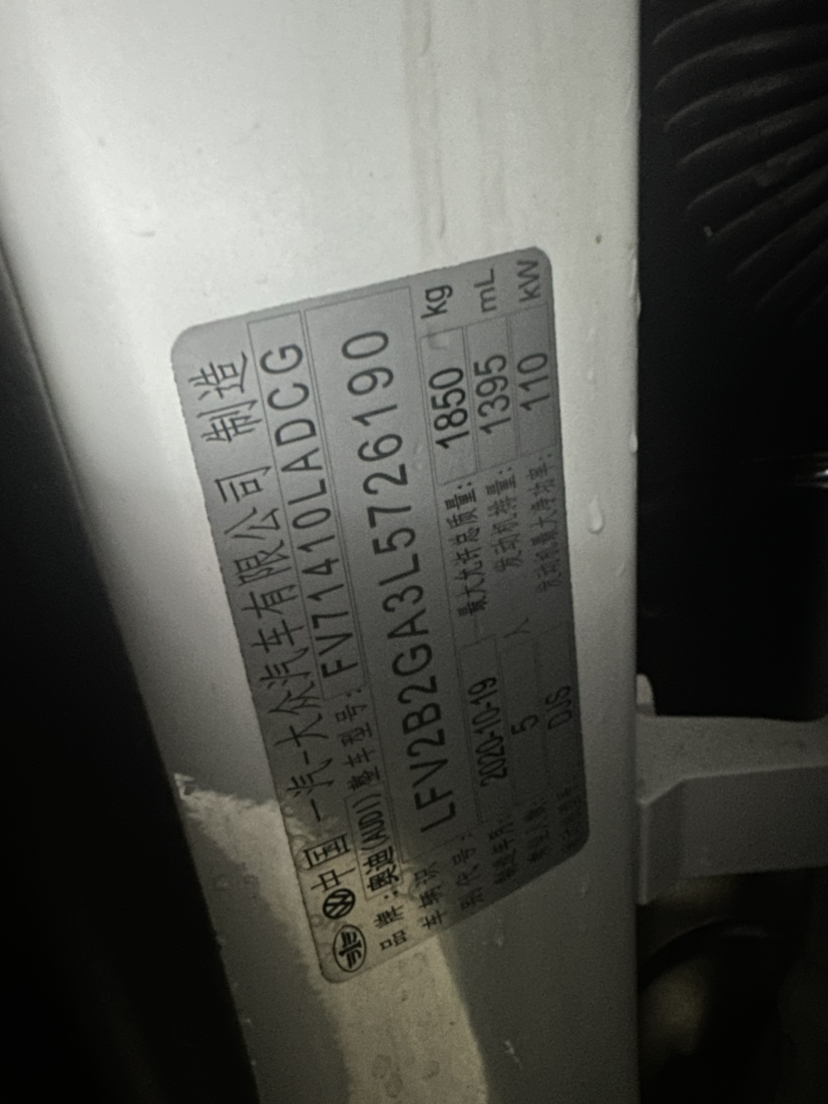 中国一汽-大众汽车有限公司 制造
品牌:奥迪(AUDI) 整车型号: FV71410LADCG
车辆识别代号: LFV2B2GA3L5726190
制造年月: 2020-10-19 最大允许总质量: 1850 kg
乘坐人数: 5 人 发动机排量: 1395 mL
发动机型号: DJS 发动机最大净功率: 110 kW